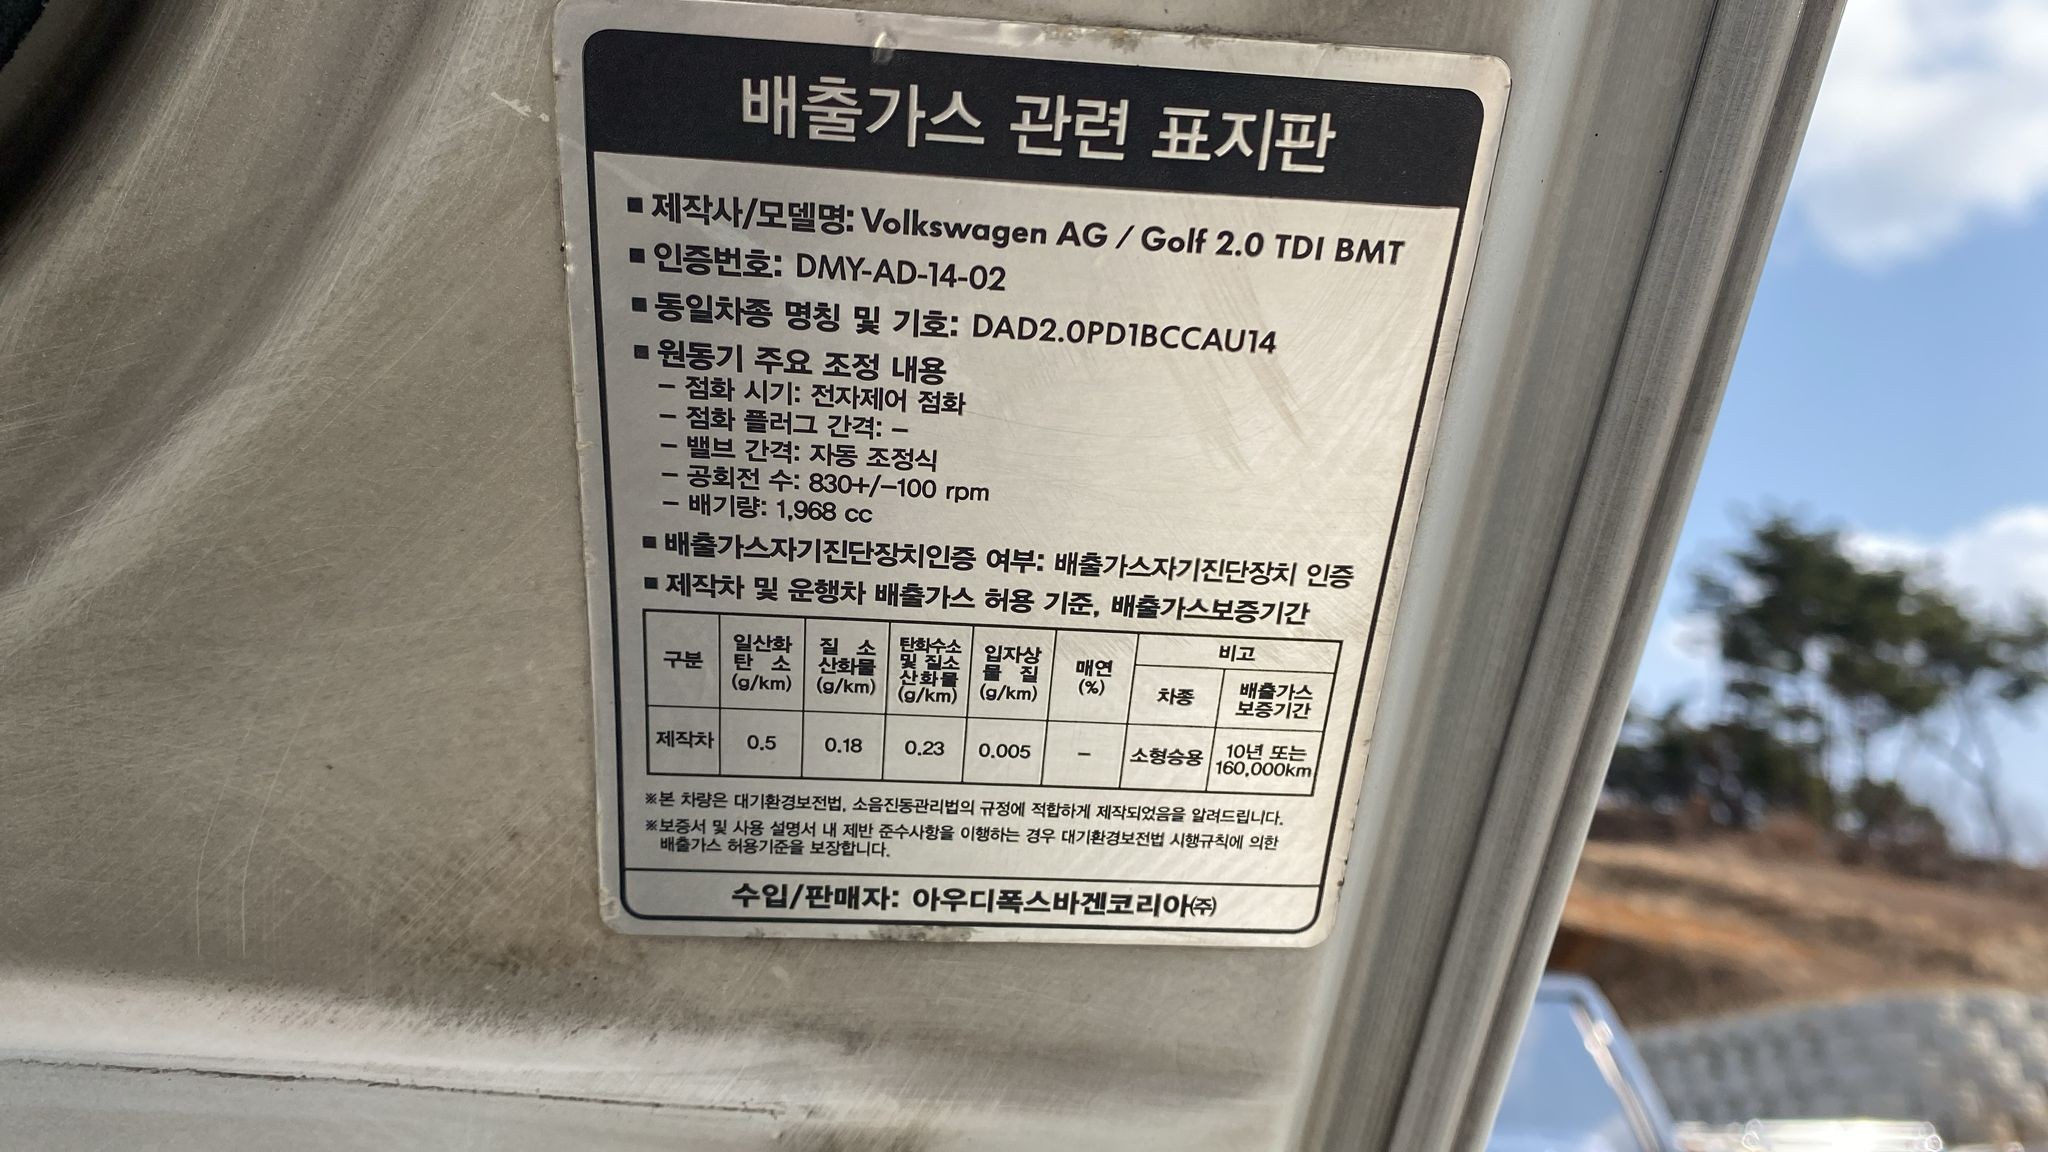 배출가스 관련 표지판
■ 제작사/모델명: Volkswagen AG / Golf 2.0 TDI BMT
■ 인증번호: DMY-AD-14-02
■ 동일차종 명칭 및 기호: DAD2.0PD1BCCAU14
■ 원동기 주요 조정 내용
– 점화 시기: 전자제어 점화
– 점화 플러그 간격: –
– 밸브 간격: 자동 조정식
– 공회전 수: 830+/–100 rpm
– 배기량: 1,968 cc
■ 배출가스자기진단장치인증 여부: 배출가스자기진단장치 인증
■ 제작차 및 운행차 배출가스 허용 기준, 배출가스보증기간
구분 일산화 탄 소 (g/km) 질 소 산화물 (g/km) 탄화수소 및 질소 산화물 (g/km) 입자상 물 질 (g/km) 매연 (%) 비고
차종 배출가스 보증기간
제작차 0.5 0.18 0.23 0.005 – 소형승용 10년 또는 160,000km
※본 차량은 대기환경보전법, 소음진동관리법의 규정에 적합하게 제작되었음을 알려드립니다.
※보증서 및 사용 설명서 내 제반 준수사항을 이행하는 경우 대기환경보전법 시행규칙에 의한
배출가스 허용기준을 보장합니다.
수입/판매자: 아우디폭스바겐코리아㈜